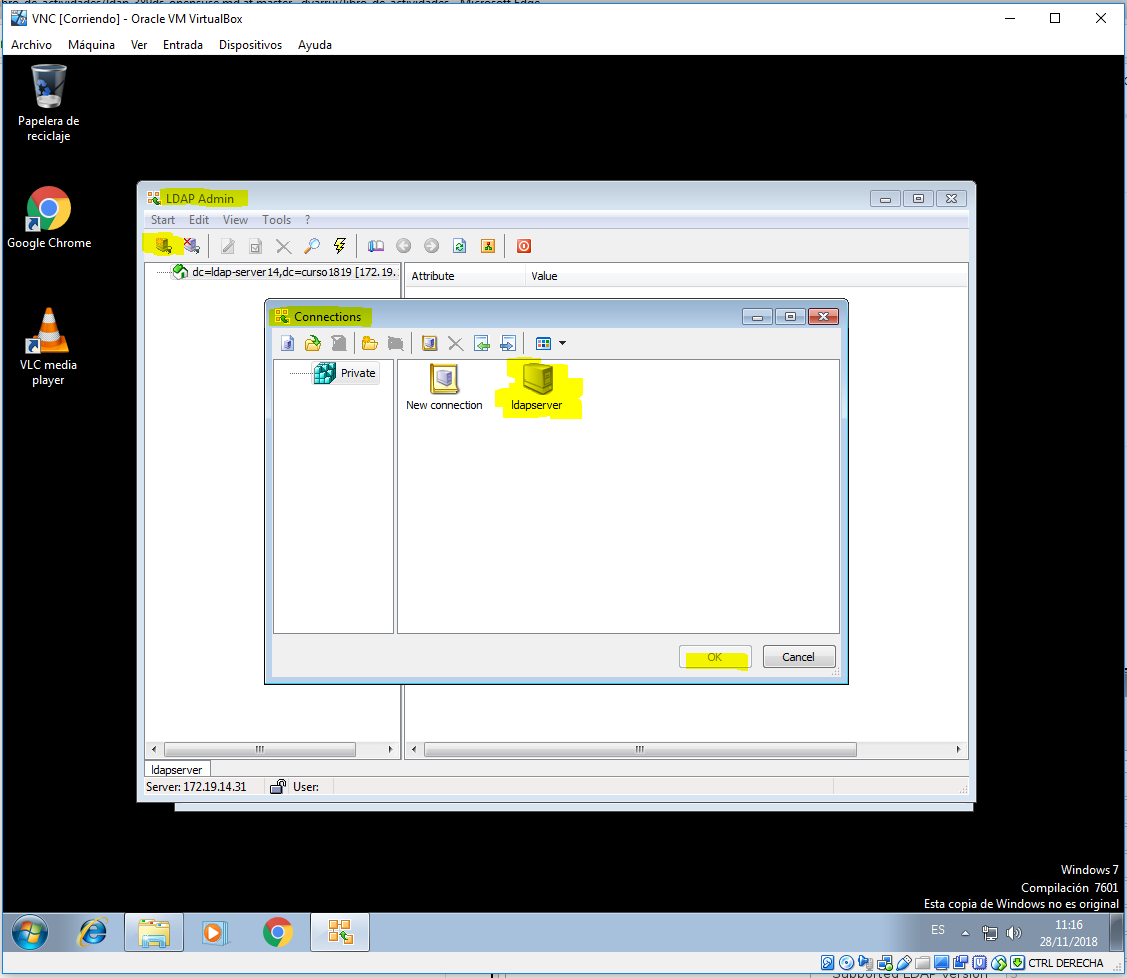 VNC [Corriendo] - Oracle VM VirtualBox
Archivo Máquina Ver Entrada Dispositivos Ayuda
Papelera de
reciclaje
Google Chrome
VLC media
player
LDAP Admin
Start Edit View Tools ?
dc=ldap-server14,dc=curso1819 [172.19.
Attribute Value
Connections
Private
New connection ldapserver
OK Cancel
ldapserver
Server: 172.19.14.31 User:
Windows 7
Compilación 7601
Esta copia de Windows no es original
ES
11:16
28/11/2018
CTRL DERECHA